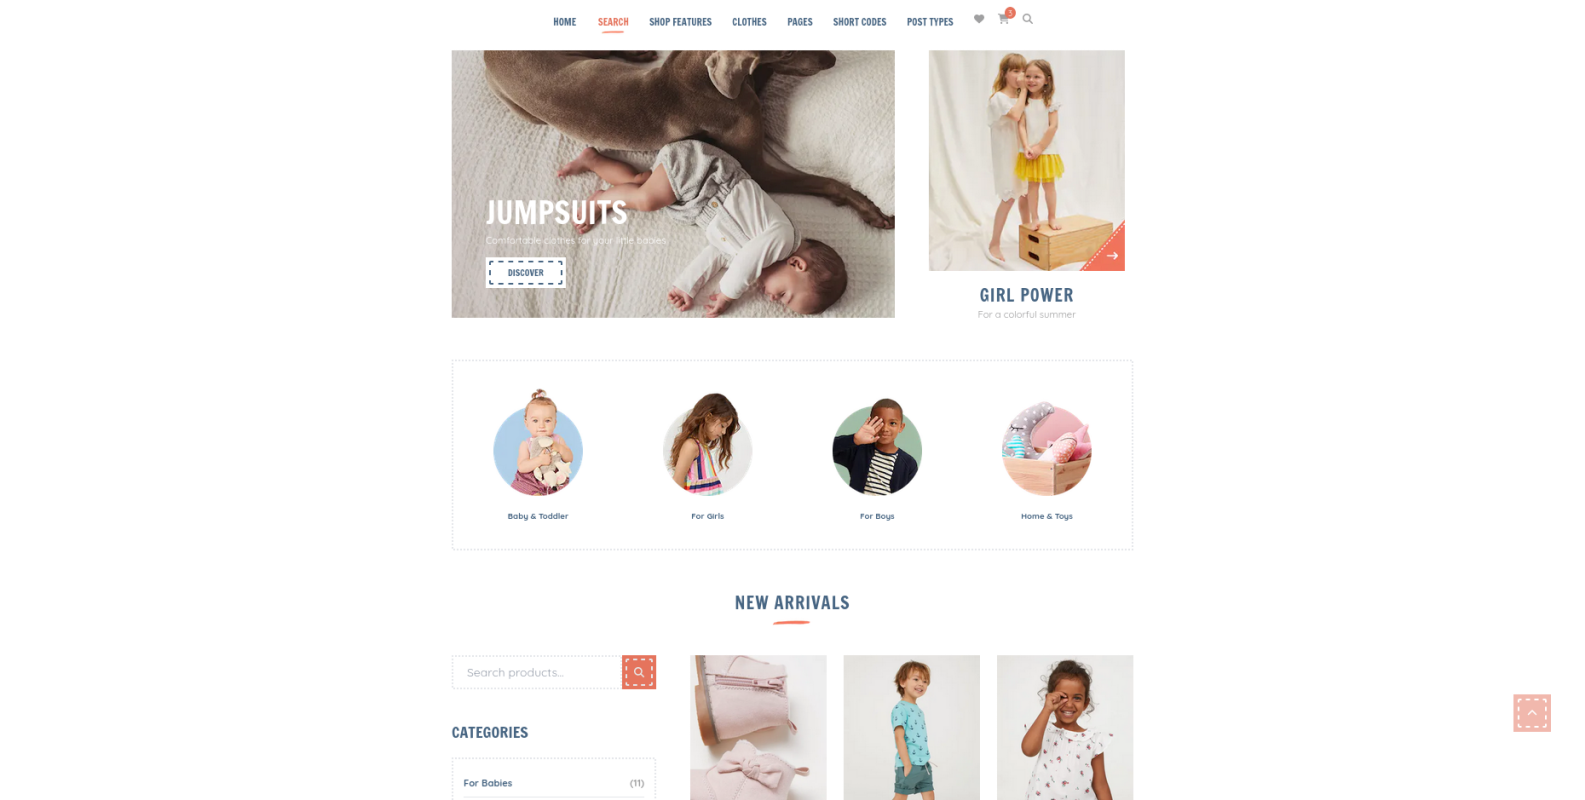 HOME SEARCH SHOP FEATURES CLOTHES PAGES SHORT CODES POST TYPES 3
JUMPSUITS
Comfortable clothes for your little babies
DISCOVER
GIRL POWER
For a colorful summer
Baby & Toddler For Girls For Boys Home & Toys
NEW ARRIVALS
Search products...
CATEGORIES
For Babies (11)